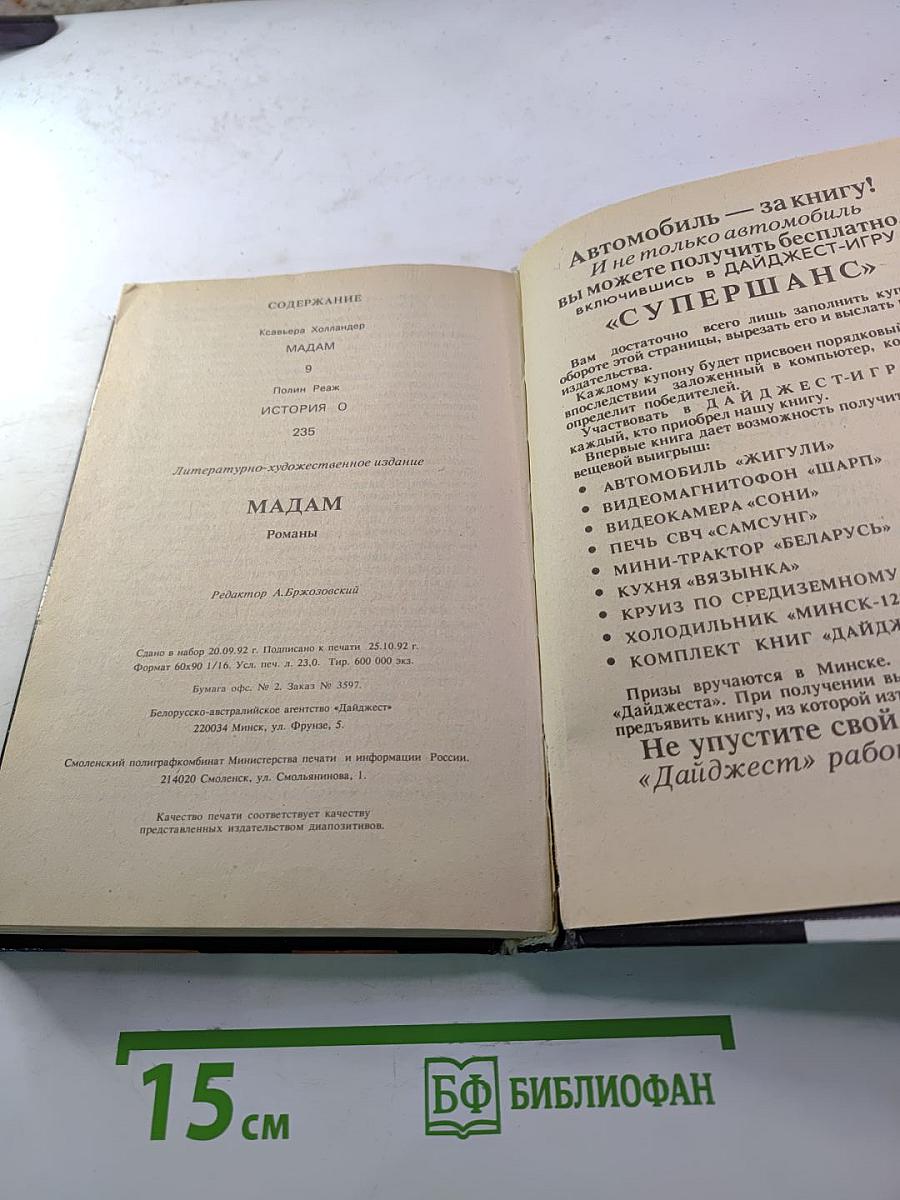 СОДЕРЖАНИЕ
Ксавьера Холландер
МАДАМ
9
Полин Реаж
ИСТОРИЯ О
235
Литературно-художественное издание
МАДАМ
Романы
Редактор А.Бржозовский
Сдано в набор 20.09.92 г. Подписано к печати 25.10.92 г.
Формат 60х90 1/16. Усл. печ. л. 23,0. Тир. 600 000 экз.
Бумага офс. № 2. Заказ № 3597.
Белорусско-австралийское агентство «Дайджест»
220034 Минск, ул. Фрунзе, 5.
Смоленский полиграфкомбинат Министерства печати и информации России.
214020 Смоленск, ул. Смольянинова, 1.
Качество печати соответствует качеству
представленных издательством диапозитивов.
Автомобиль — за книгу!
И не только автомобиль
вы можете получить бесплатно,
включившись в ДАЙДЖЕСТ-ИГРУ
«СУПЕРШАНС»
Вам достаточно всего лишь заполнить куп
обороте этой страницы, вырезать его и выслать
издательства.
Каждому купону будет присвоен порядковый
впоследствии заложенный в компьютер, ко
определит победителей.
Участвовать в ДАЙДЖЕСТ-ИГР
каждый, кто приобрел нашу книгу.
Впервые книга дает возможность получит
вещевой выигрыш:
• АВТОМОБИЛЬ «ЖИГУЛИ»
• ВИДЕОМАГНИТОФОН «ШАРП»
• ВИДЕОКАМЕРА «СОНИ»
• ПЕЧЬ СВЧ «САМСУНГ»
• МИНИ-ТРАКТОР «БЕЛАРУСЬ»
• КУХНЯ «ВЯЗЫНКА»
• КРУИЗ ПО СРЕДИЗЕМНОМУ
• ХОЛОДИЛЬНИК «МИНСК-12
• КОМПЛЕКТ КНИГ «ДАЙДЖ
Призы вручаются в Минске.
«Дайджеста». При получении вы
предъявить книгу, из которой изъ
Не упустите свой
«Дайджест» рабо
15 см
БФ БИБЛИОФАН